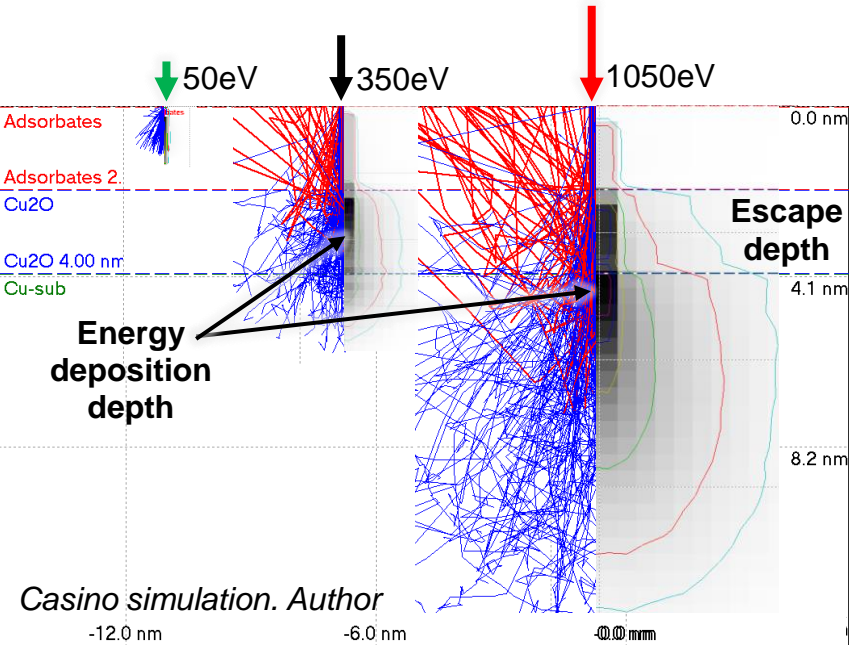 50eV
350eV
1050eV
Adsorbates
0.0 nm
Adsorbates 2.
Cu2O
Escape
depth
Cu2O 4.00 nm
Cu-sub
4.1 nm
Energy
deposition
depth
8.2 nm
Casino simulation. Author
-12.0 nm
-6.0 nm